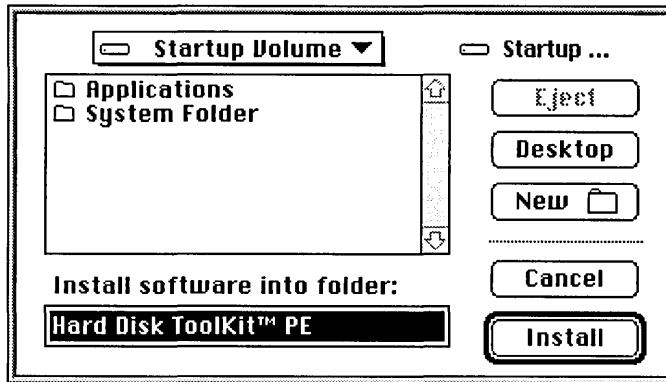 Startup Volume
Startup ...
Applications
System Folder
Eject
Desktop
New
Install software into folder:
Cancel
Hard Disk ToolKit™ PE
Install